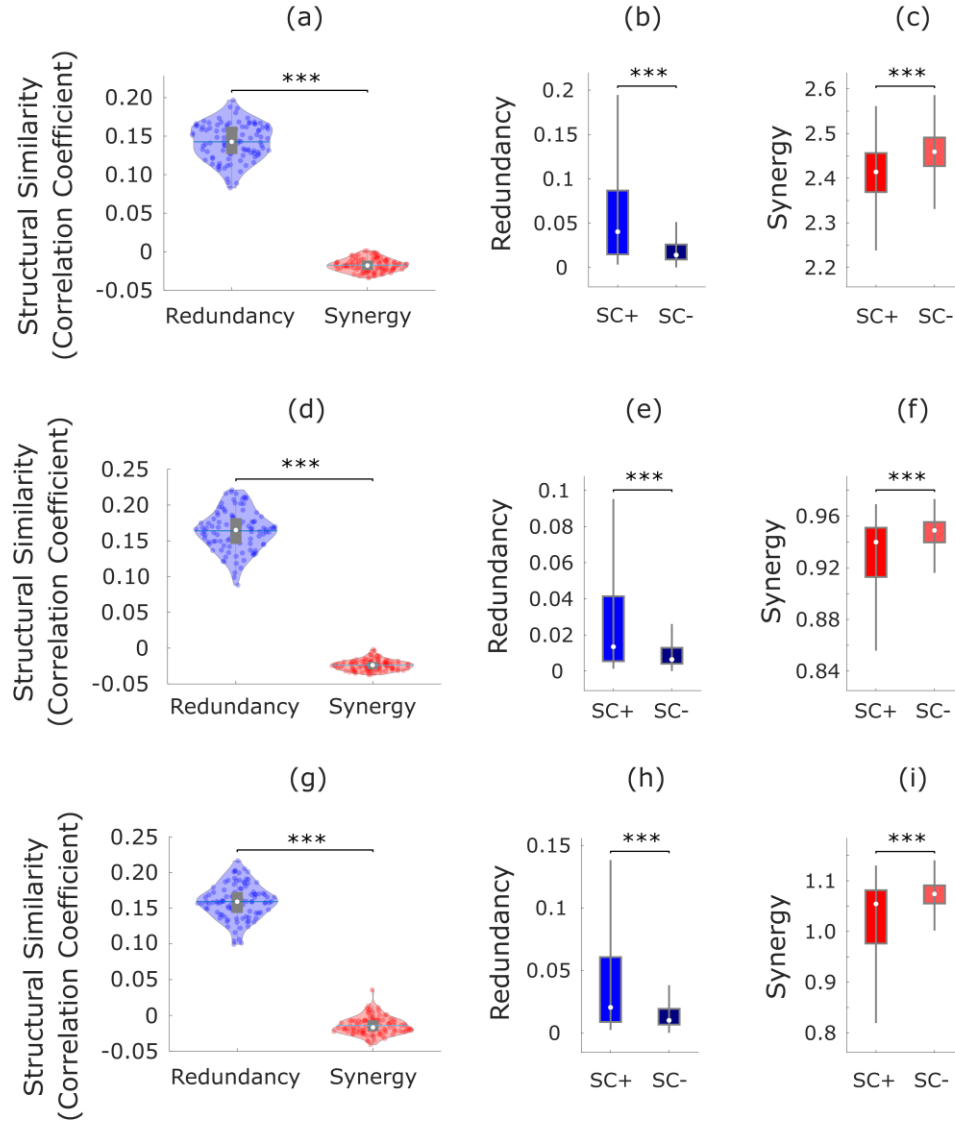 (a)
Structural Similarity
(Correlation Coefficient)
0.20
0.15
0.10
0
-0.05
***
Redundancy Synergy
(b)
Redundancy
0.2
0.15
0.1
0.05
0
***
SC+ SC-
(c)
Synergy
2.6
2.5
2.4
2.3
2.2
***
SC+ SC-
(d)
Structural Similarity
(Correlation Coefficient)
0.25
0.20
0.15
0.10
0
-0.05
***
Redundancy Synergy
(e)
Redundancy
0.1
0.08
0.06
0.04
0.02
0
***
SC+ SC-
(f)
Synergy
0.96
0.92
0.88
0.84
***
SC+ SC-
(g)
Structural Similarity
(Correlation Coefficient)
0.25
0.20
0.15
0.10
0
-0.05
***
Redundancy Synergy
(h)
Redundancy
0.15
0.1
0.05
0
***
SC+ SC-
(i)
Synergy
1.1
1.0
0.9
0.8
***
SC+ SC-